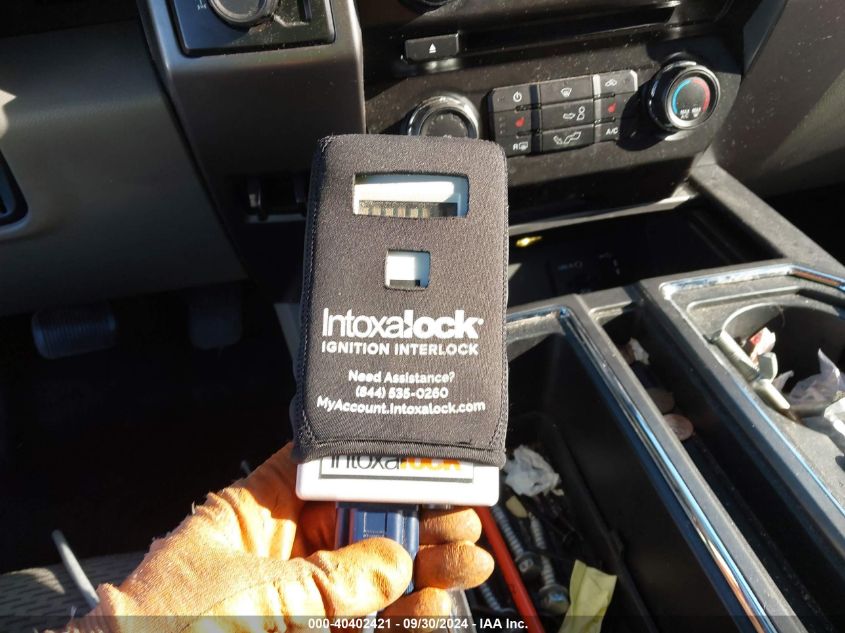 A/C
Intoxalock®
IGNITION INTERLOCK
Need Assistance?
(844) 535-0260
MyAccount.Intoxalock.com
Intoxalock
000-40402421 - 09/30/2024 - IAA Inc.